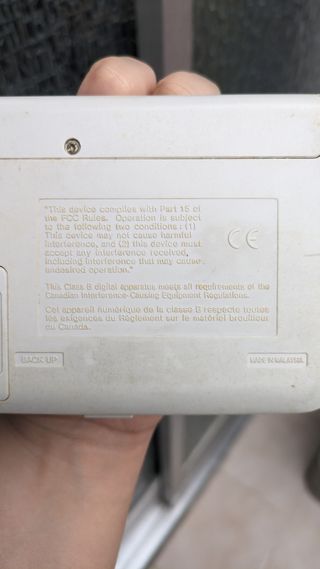 "This device complies with Part 15 of
the FCC Rules. Operation is subject
to the following two conditions: (1)
This device may not cause harmful
interference, and (2) this device must
accept any interference received,
including interference that may cause
undesired operation."
CE
This Class B digital apparatus meets all requirements of the
Canadian Interference-Causing Equipment Regulations.
Cet appareil numérique de la classe B respecte toutes
les exigences du Règlement sur le matériel brouilleur
du Canada.
BACK UP
MADE IN MALAYSIA